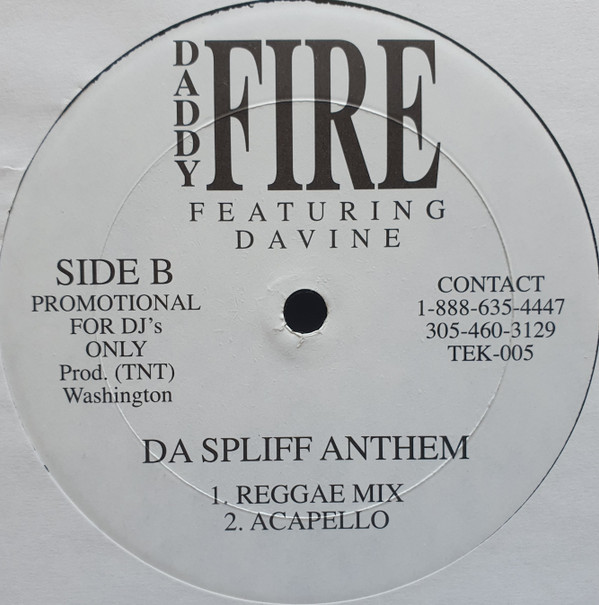 DADDY
FIRE
FEATURING
DAVINE
SIDE B
PROMOTIONAL
FOR DJ's
ONLY
Prod. (TNT)
Washington
CONTACT
1-888-635-4447
305-460-3129
TEK-005
DA SPLIFF ANTHEM
1. REGGAE MIX
2. ACAPELLO